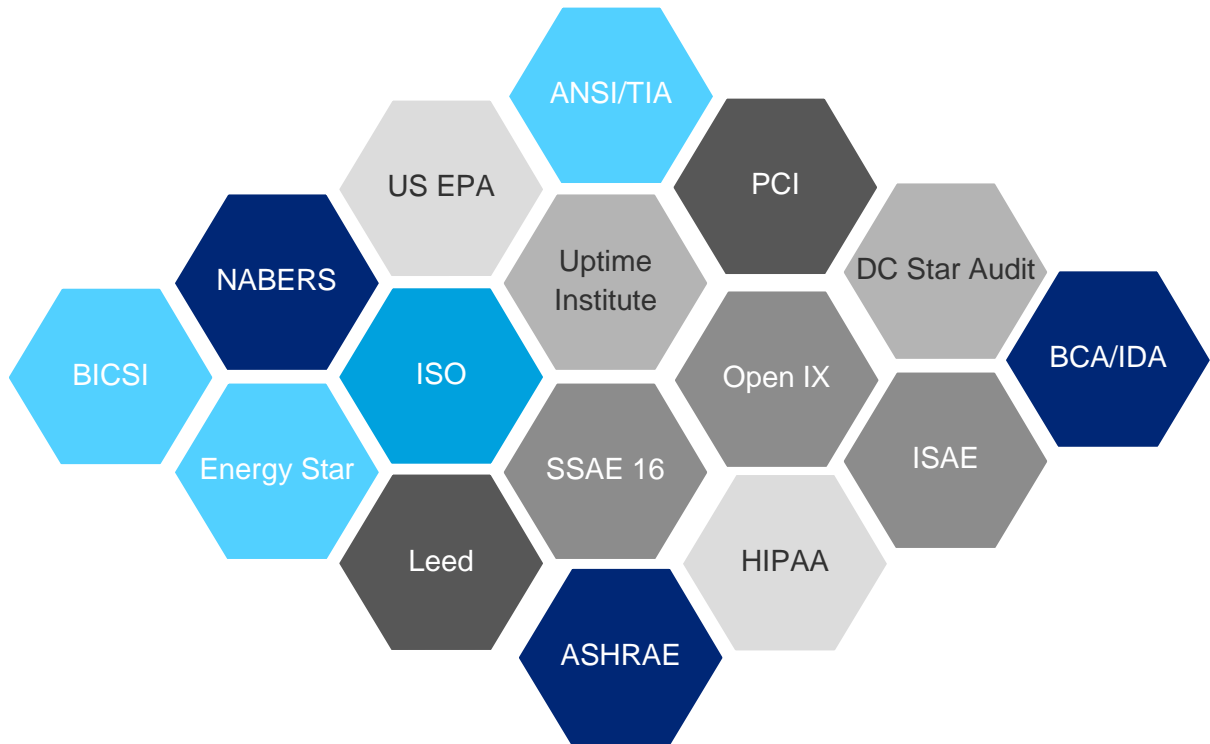 ANSI/TIA
US EPA
PCI
NABERS
Uptime
Institute
DC Star Audit
BICSI
ISO
Open IX
BCA/IDA
Energy Star
SSAE 16
ISAE
Leed
HIPAA
ASHRAE